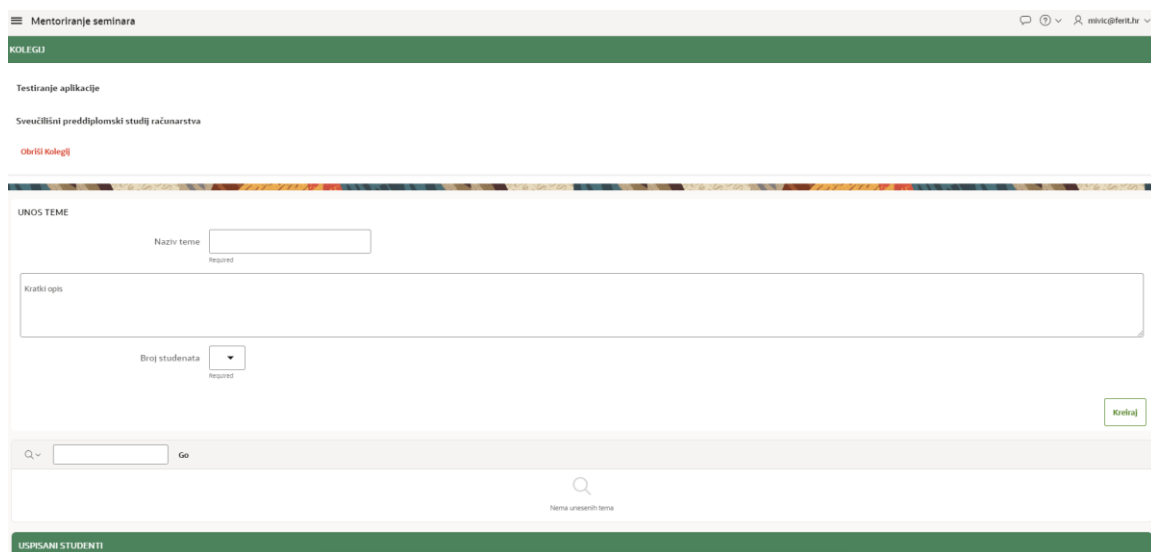 Mentoriranje seminara
mivic@ferit.hr
KOLEGIJ
Testiranje aplikacije
Sveučilišni preddiplomski studij računarstva
Obriši Kolegij
UNOS TEME
Naziv teme
Required
Kratki opis
Broj studenata
Required
Kreiraj
Go
Nema unesenih tema
USPISANI STUDENTI